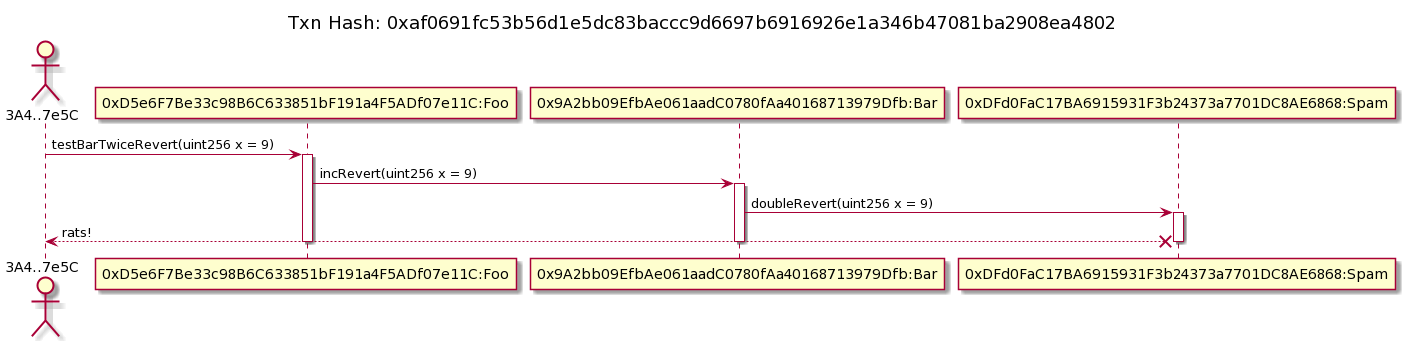 Txn Hash: 0xaf0691fc53b56d1e5dc83baccc9d6697b6916926e1a346b47081ba2908ea4802
3A4..7e5C
0xD5e6F7Be33c98B6C633851bF191a4F5ADf07e11C:Foo
0x9A2bb09EfbAe061aadC0780fAa40168713979Dfb:Bar
0xDFd0FaC17BA6915931F3b24373a7701DC8AE6868:Spam
testBarTwiceRevert(uint256 x = 9)
incRevert(uint256 x = 9)
doubleRevert(uint256 x = 9)
rats!
3A4..7e5C
0xD5e6F7Be33c98B6C633851bF191a4F5ADf07e11C:Foo
0x9A2bb09EfbAe061aadC0780fAa40168713979Dfb:Bar
0xDFd0FaC17BA6915931F3b24373a7701DC8AE6868:Spam